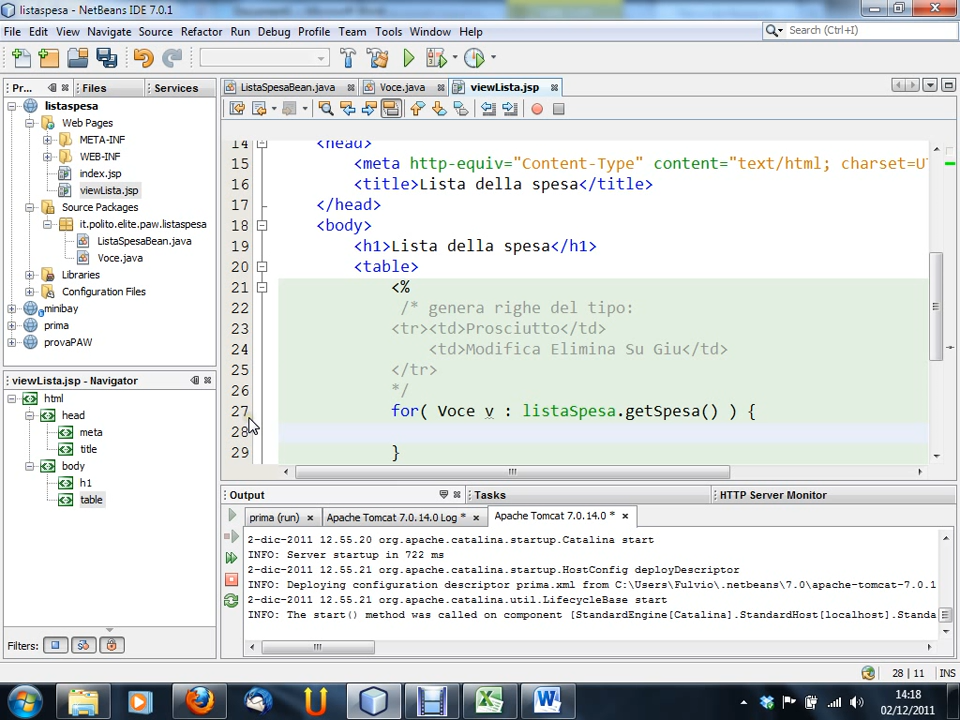 listaspesa - NetBeans IDE 7.0.1
File Edit View Navigate Source Refactor Run Debug Profile Team Tools Window Help
Search (Ctrl+I)
Pr... Files Services
listaspesa
Web Pages
META-INF
WEB-INF
index.jsp
viewLista.jsp
Source Packages
it.polito.elite.paw.listaspesa
ListaSpesaBean.java
Voce.java
Libraries
Configuration Files
minibay
prima
provaPAW
viewLista.jsp - Navigator
html
head
meta
title
body
h1
table
Filters:
ListaSpesaBean.java Voce.java viewLista.jsp
14 <head>
15 <meta http-equiv="Content-Type" content="text/html; charset=U
16 <title>Lista della spesa</title>
17 </head>
18 <body>
19 <h1>Lista della spesa</h1>
20 <table>
21 <%
22 /* genera righe del tipo:
23 <tr><td>Prosciutto</td>
24 <td>Modifica Elimina Su Giu</td>
25 </tr>
26 */
27 for( Voce v : listaSpesa.getSpesa() ) {
28
29 }
Output Tasks HTTP Server Monitor
prima (run) Apache Tomcat 7.0.14.0 Log * Apache Tomcat 7.0.14.0 *
2-dic-2011 12.55.20 org.apache.catalina.startup.Catalina start
INFO: Server startup in 722 ms
2-dic-2011 12.55.21 org.apache.catalina.startup.HostConfig deployDescriptor
INFO: Deploying configuration descriptor prima.xml from C:\Users\Fulvio\.netbeans\7.0\apache-tomcat-7.0.1
2-dic-2011 12.55.21 org.apache.catalina.util.LifecycleBase start
INFO: The start() method was called on component [StandardEngine[Catalina].StandardHost[localhost].Standa
28 | 11 INS
14:18
02/12/2011